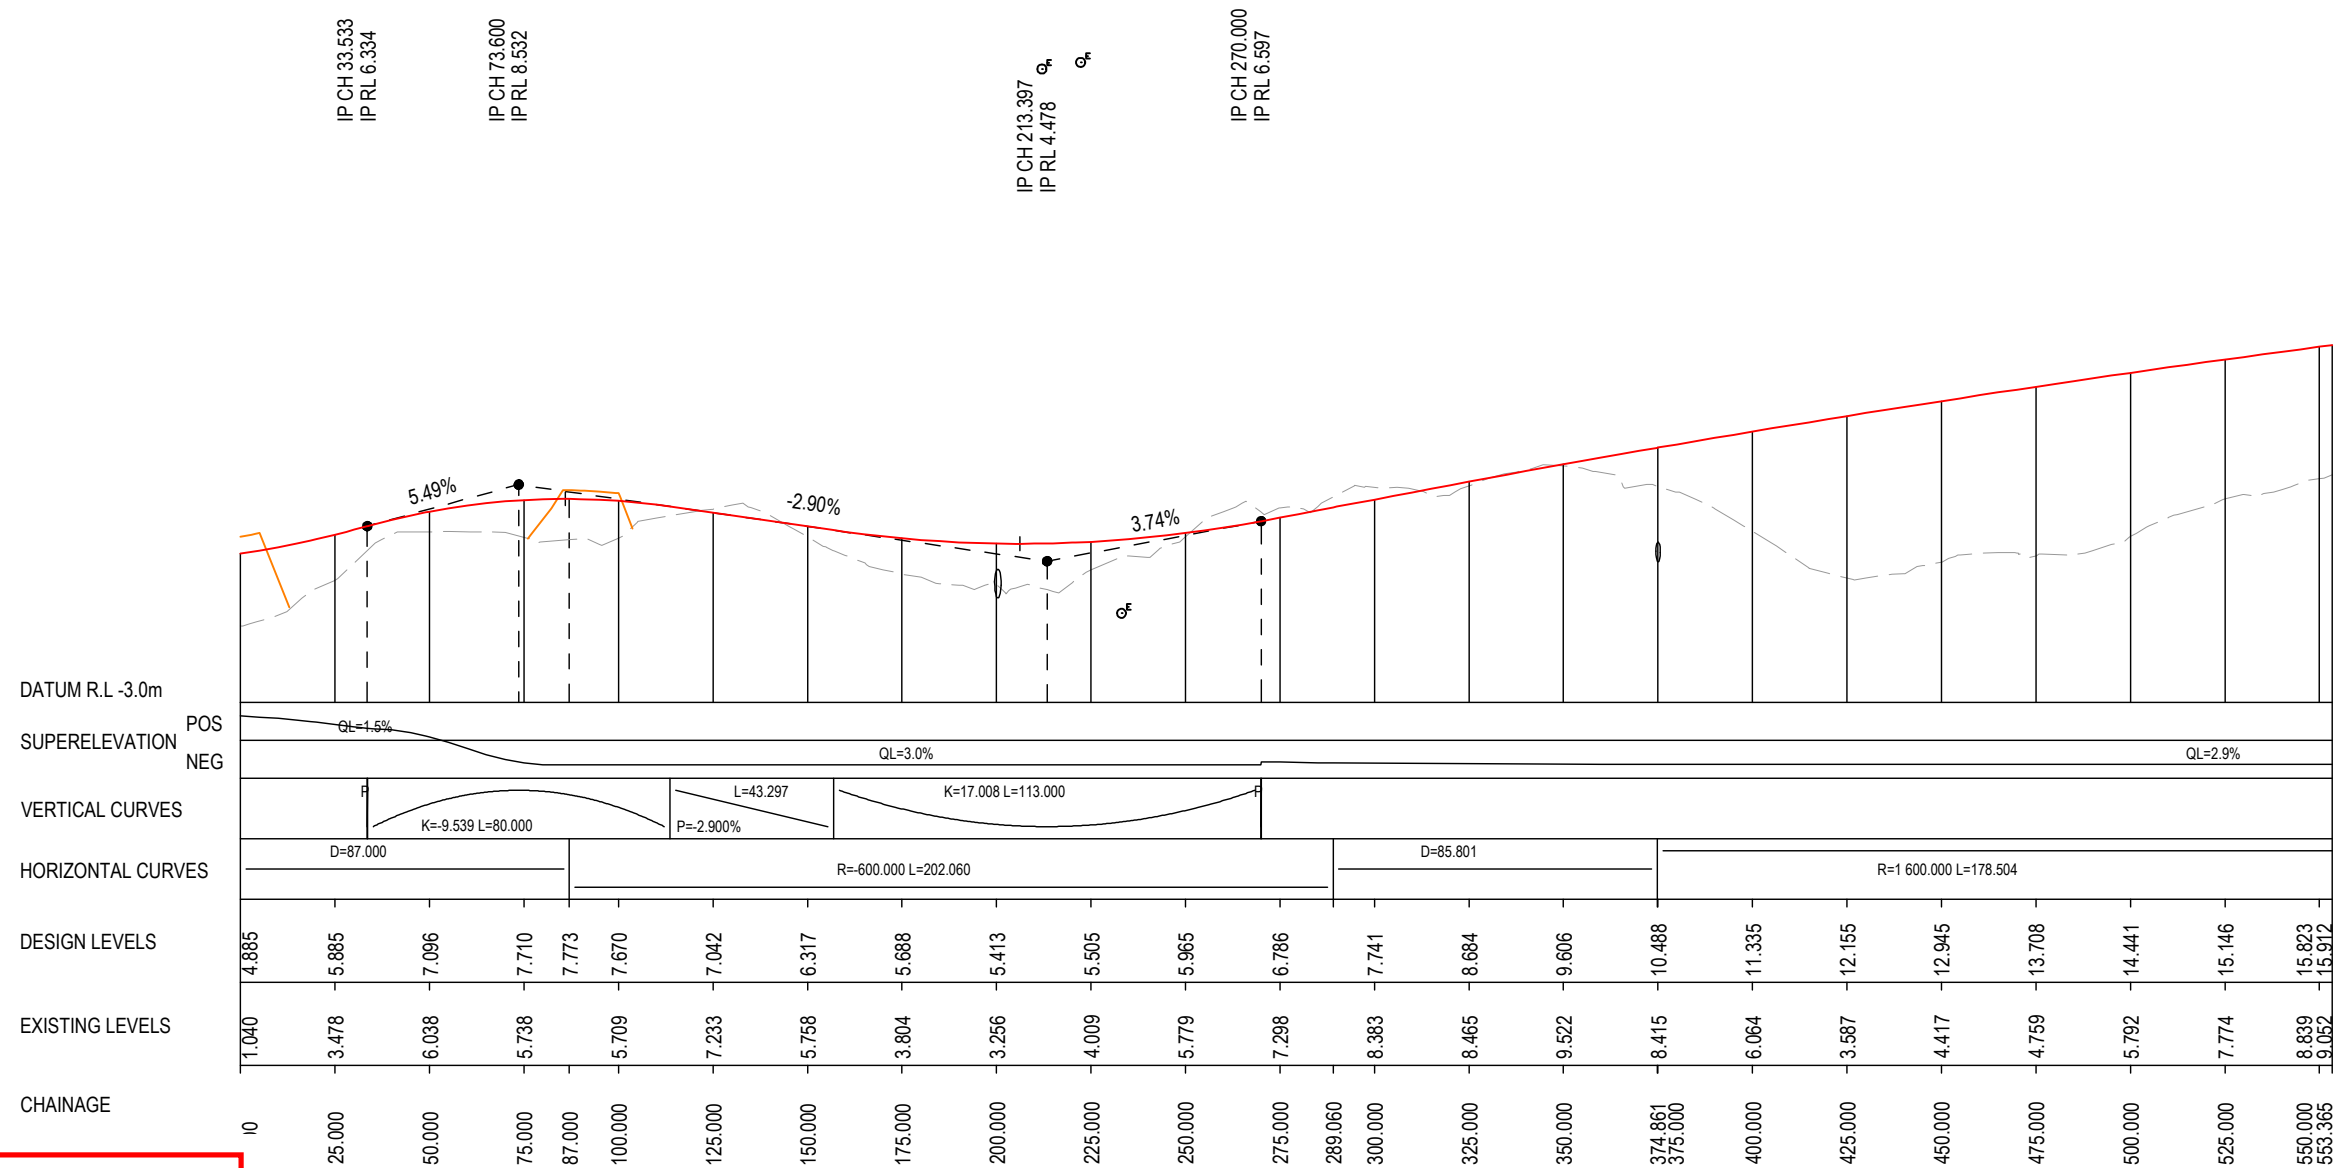 IP CH 33.533
IP RL 6.334
IP CH 73.600
IP RL 8.532
IP CH 213.397
IP RL 4.478
E
E
IP CH 270.000
IP RL 6.597
5.49%
-2.90%
3.74%
E
DATUM R.L -3.0m
SUPERELEVATION
POS
NEG
QL=1.5%
QL=3.0%
QL=2.9%
VERTICAL CURVES
P
K=-9.539 L=80.000
L=43.297
P=-2.900%
K=17.008 L=113.000
P
HORIZONTAL CURVES
D=87.000
R=-600.000 L=202.060
D=85.801
R=1 600.000 L=178.504
DESIGN LEVELS
4.885 5.885 7.096 7.710 7.773 7.670 7.042 6.317 5.688 5.413 5.505 5.965 6.786 7.741 8.684 9.606 10.488 11.335 12.155 12.945 13.708 14.441 15.146 15.823 15.912
EXISTING LEVELS
1.040 3.478 6.038 5.738 5.709 7.233 5.758 3.804 3.256 4.009 5.779 7.298 8.383 8.465 9.522 8.415 6.064 3.587 4.417 4.759 5.792 7.774 8.839 9.052
CHAINAGE
25.000 50.000 75.000 87.000 100.000 125.000 150.000 175.000 200.000 225.000 250.000 275.000 289.060 300.000 325.000 350.000 374.861 375.000 400.000 425.000 450.000 475.000 500.000 525.000 550.000 553.365